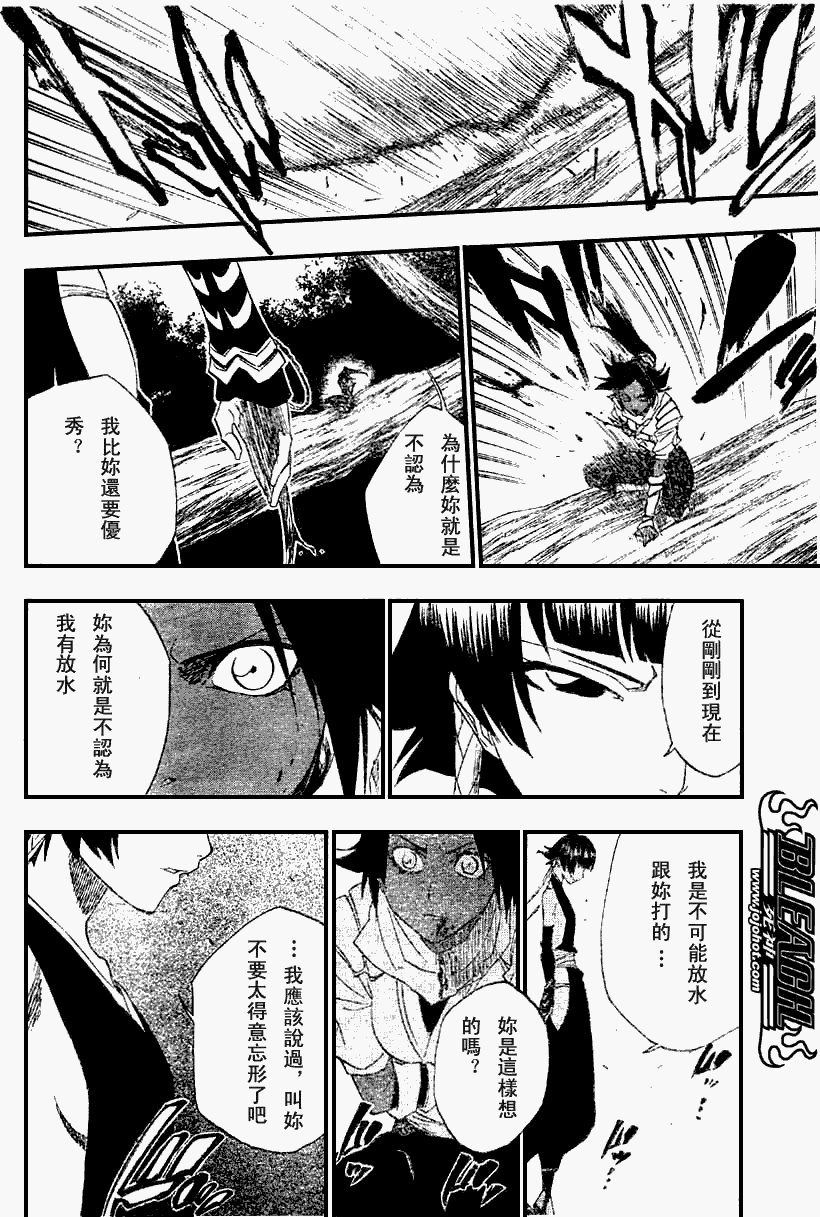 為什麼妳就是
不認為
我比妳還要優
秀?
從剛剛到現在
妳為何就是不認為
我有放水
我是不可能放水
跟妳打的…
妳是這樣想
的嗎?
…我應該說過,叫妳
不要太得意忘形了吧
BLEACH
www.jojohot.com